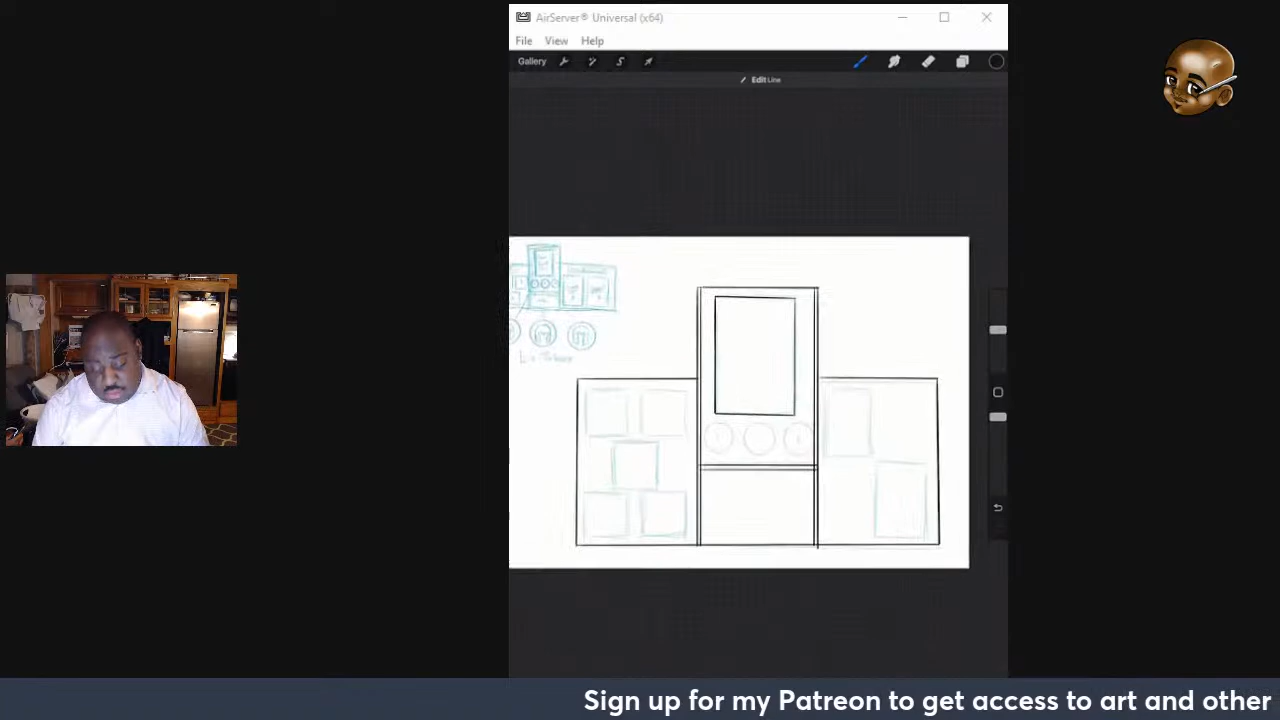 AirServer® Universal (x64)
File View Help
Gallery
Edit Line
Sign up for my Patreon to get access to art and other